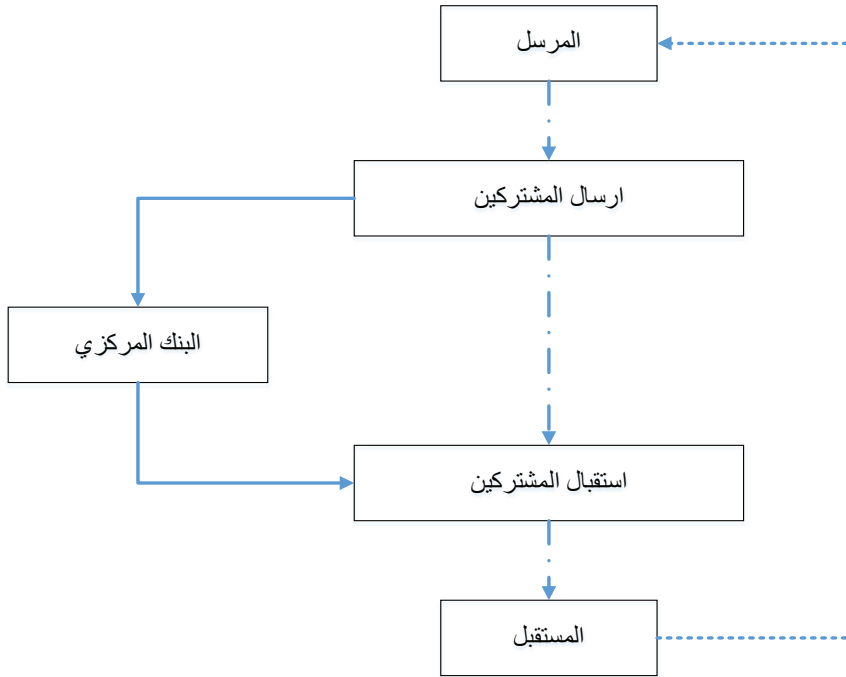 المرسل
ارسال المشتركين
البنك المركزي
استقبال المشتركين
المستقبل